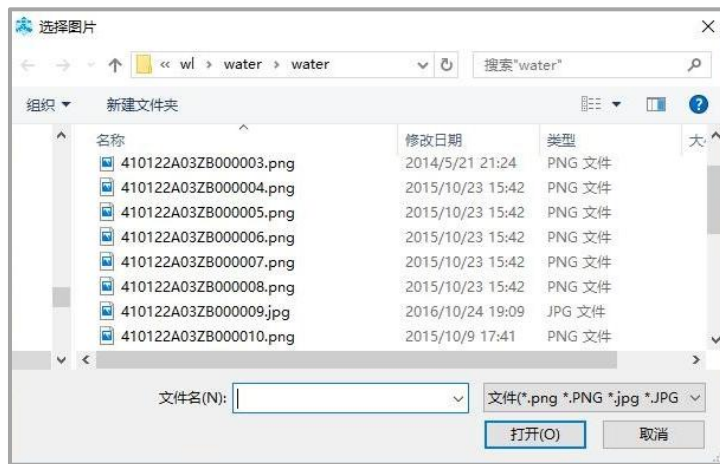 选择图片
« wl › water › water 搜索"water"
组织 新建文件夹
名称 修改日期 类型 大
410122A03ZB000003.png 2014/5/21 21:24 PNG 文件
410122A03ZB000004.png 2015/10/23 15:42 PNG 文件
410122A03ZB000005.png 2015/10/23 15:42 PNG 文件
410122A03ZB000006.png 2015/10/23 15:42 PNG 文件
410122A03ZB000007.png 2015/10/23 15:42 PNG 文件
410122A03ZB000008.png 2015/10/23 15:42 PNG 文件
410122A03ZB000009.jpg 2016/10/24 19:09 JPG 文件
410122A03ZB000010.png 2015/10/9 17:41 PNG 文件
文件名(N): 文件(*.png *.PNG *.jpg *.JPG
打开(O) 取消